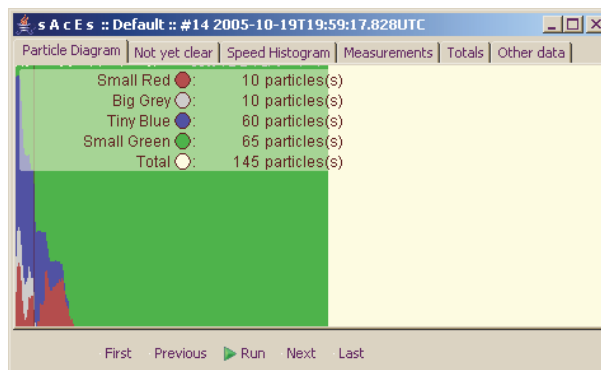 s A c E s :: Default :: #14 2005-10-19T19:59:17.828UTC
Particle Diagram Not yet clear Speed Histogram Measurements Totals Other data
Small Red : 10 particles(s)
Big Grey : 10 particles(s)
Tiny Blue : 60 particles(s)
Small Green : 65 particles(s)
Total : 145 particles(s)
First Previous Run Next Last